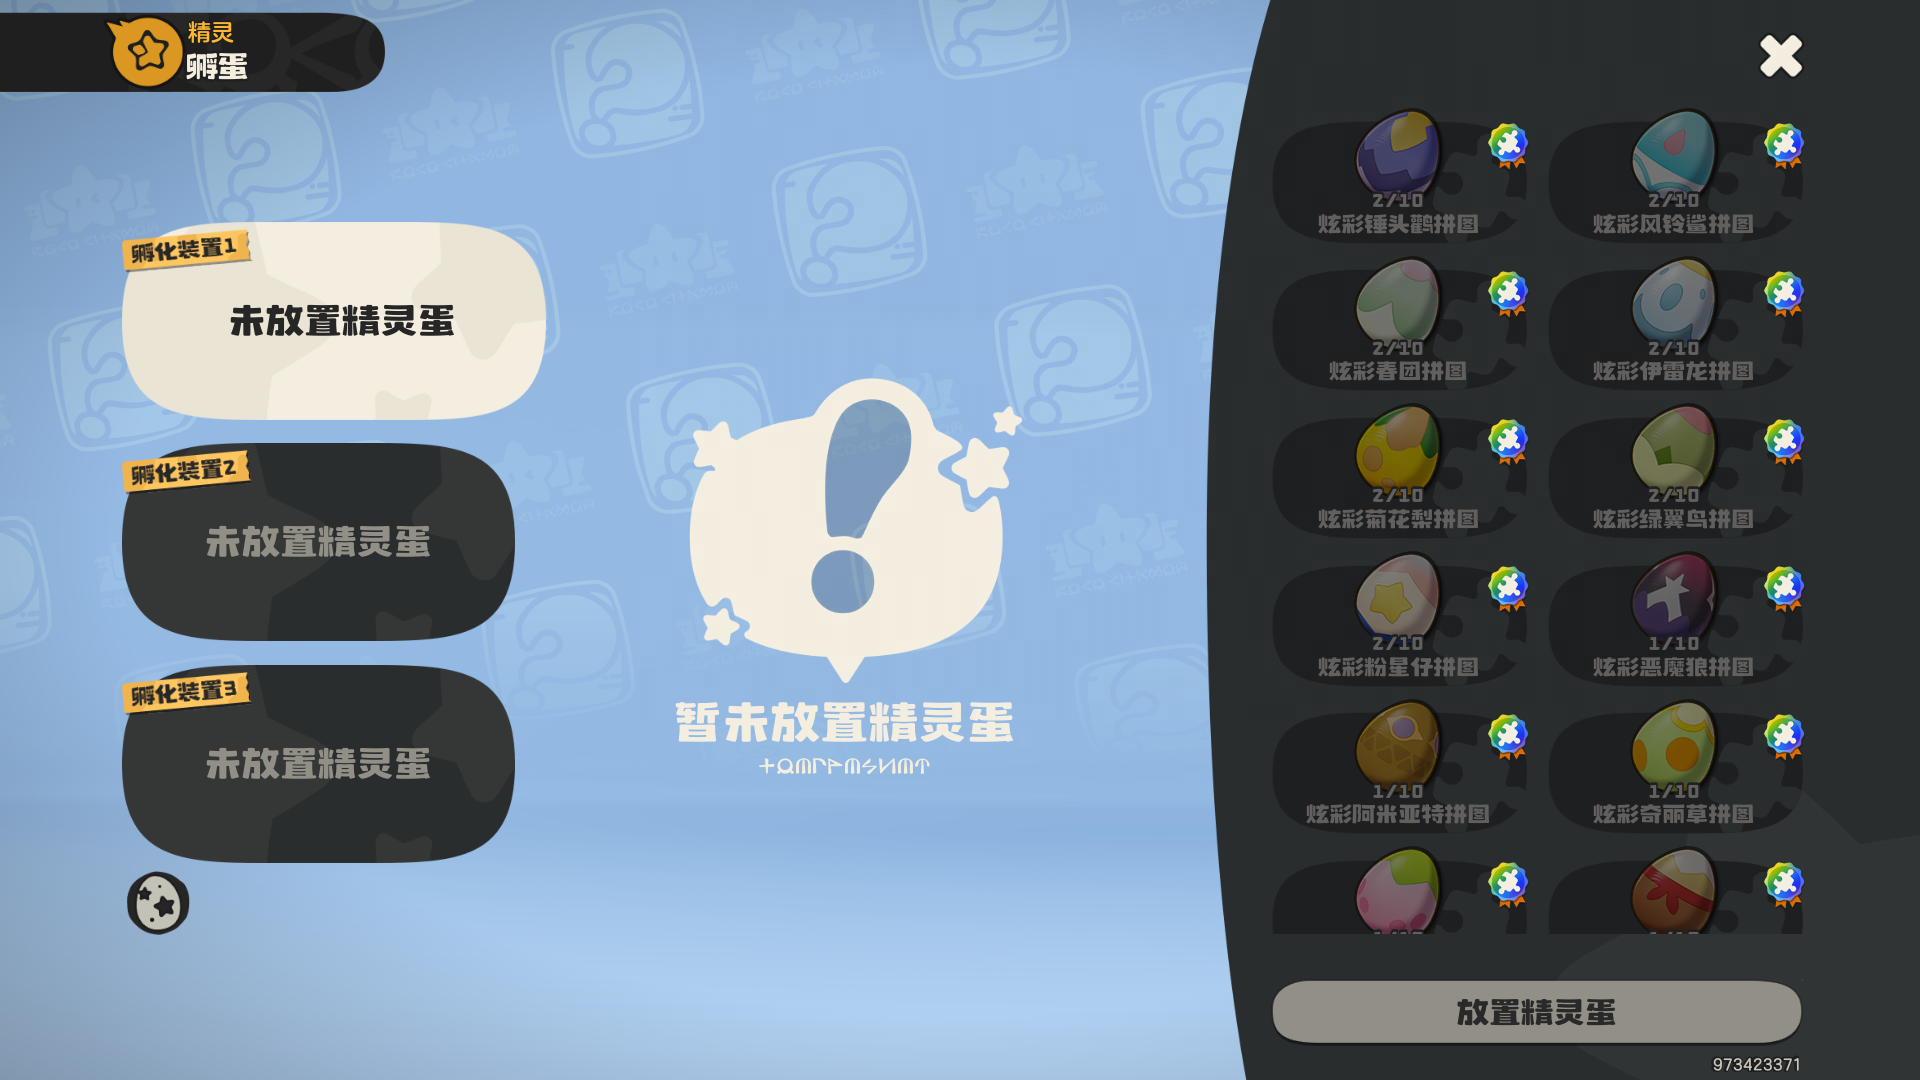 精灵
孵蛋
孵化装置1
未放置精灵蛋
孵化装置2
未放置精灵蛋
孵化装置3
未放置精灵蛋
暂未放置精灵蛋
2/10
炫彩锤头鹳拼图
2/10
炫彩风铃鲨拼图
2/10
炫彩春团拼图
2/10
炫彩伊雷龙拼图
2/10
炫彩菊花梨拼图
2/10
炫彩绿翼鸟拼图
2/10
炫彩粉星仔拼图
1/10
炫彩恶魔狼拼图
1/10
炫彩阿米亚特拼图
1/10
炫彩奇丽草拼图
放置精灵蛋
973423371